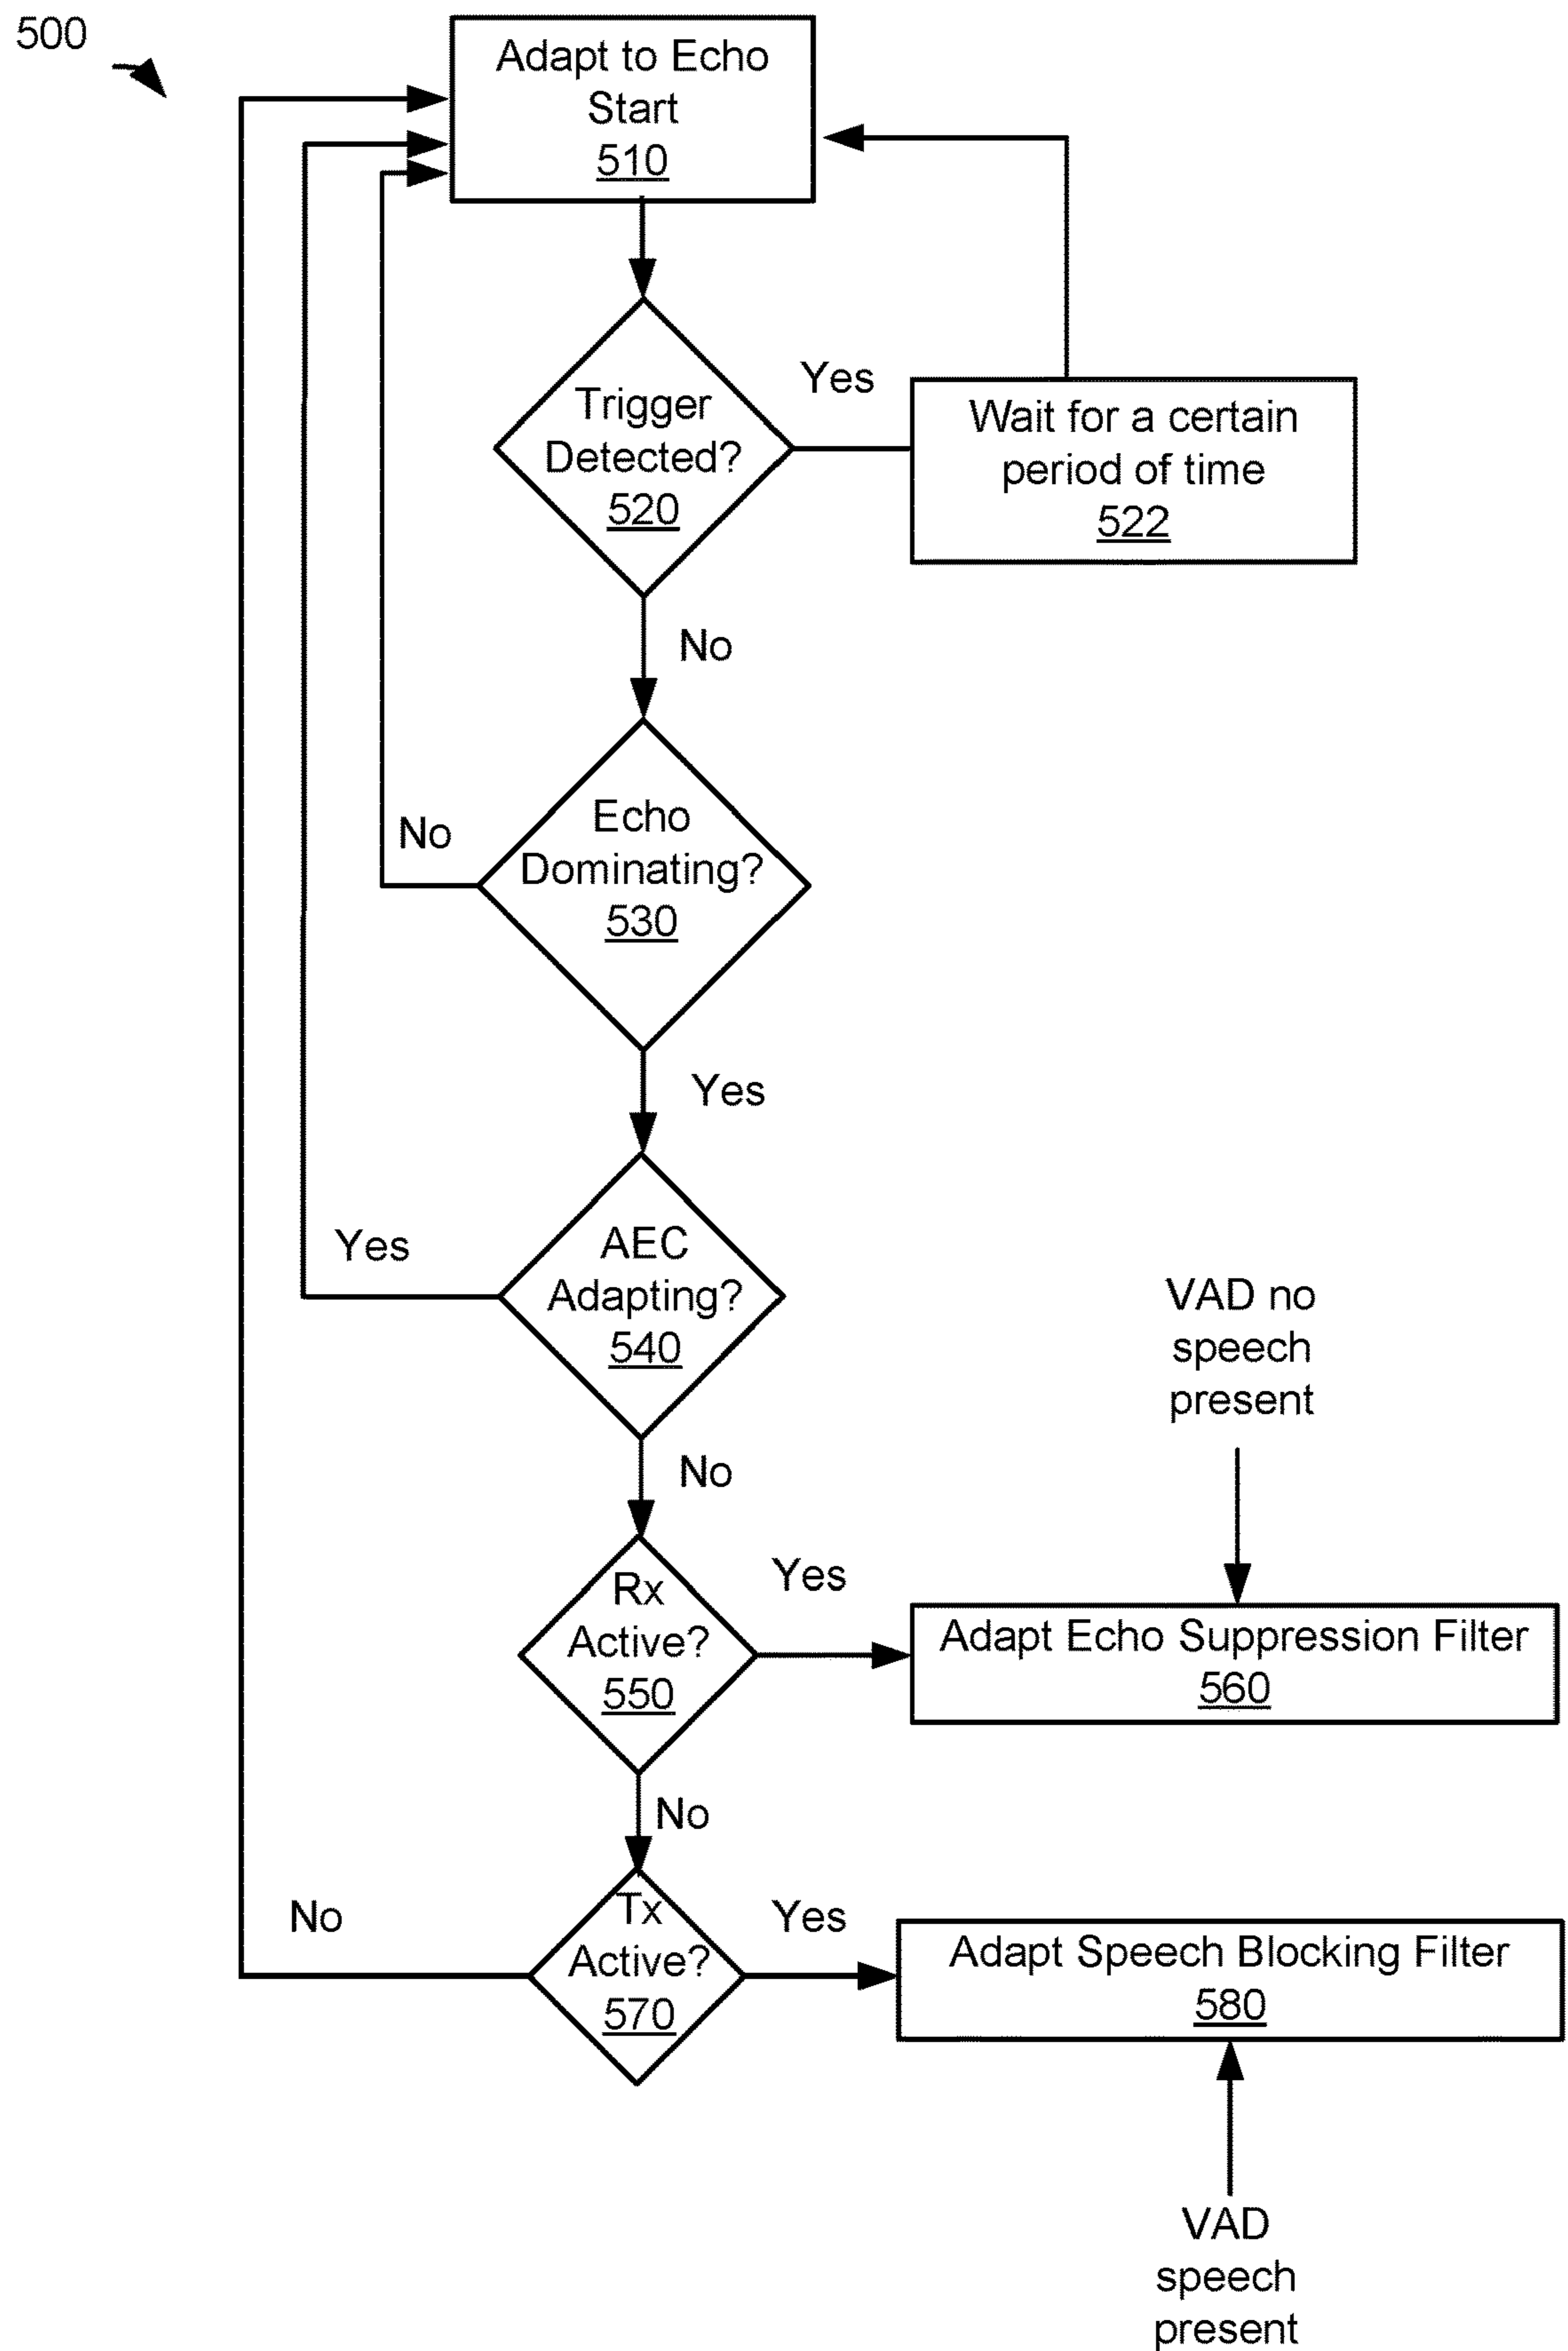 500
Adapt to Echo
Start
510
Trigger
Detected?
520
Yes
Wait for a certain
period of time
522
No
Echo
Dominating?
530
No
Yes
AEC
Adapting?
540
Yes
VAD no
speech
present
No
Rx
Active?
550
Yes
Adapt Echo Suppression Filter
560
No
Tx
Active?
570
No
Yes
Adapt Speech Blocking Filter
580
VAD
speech
present